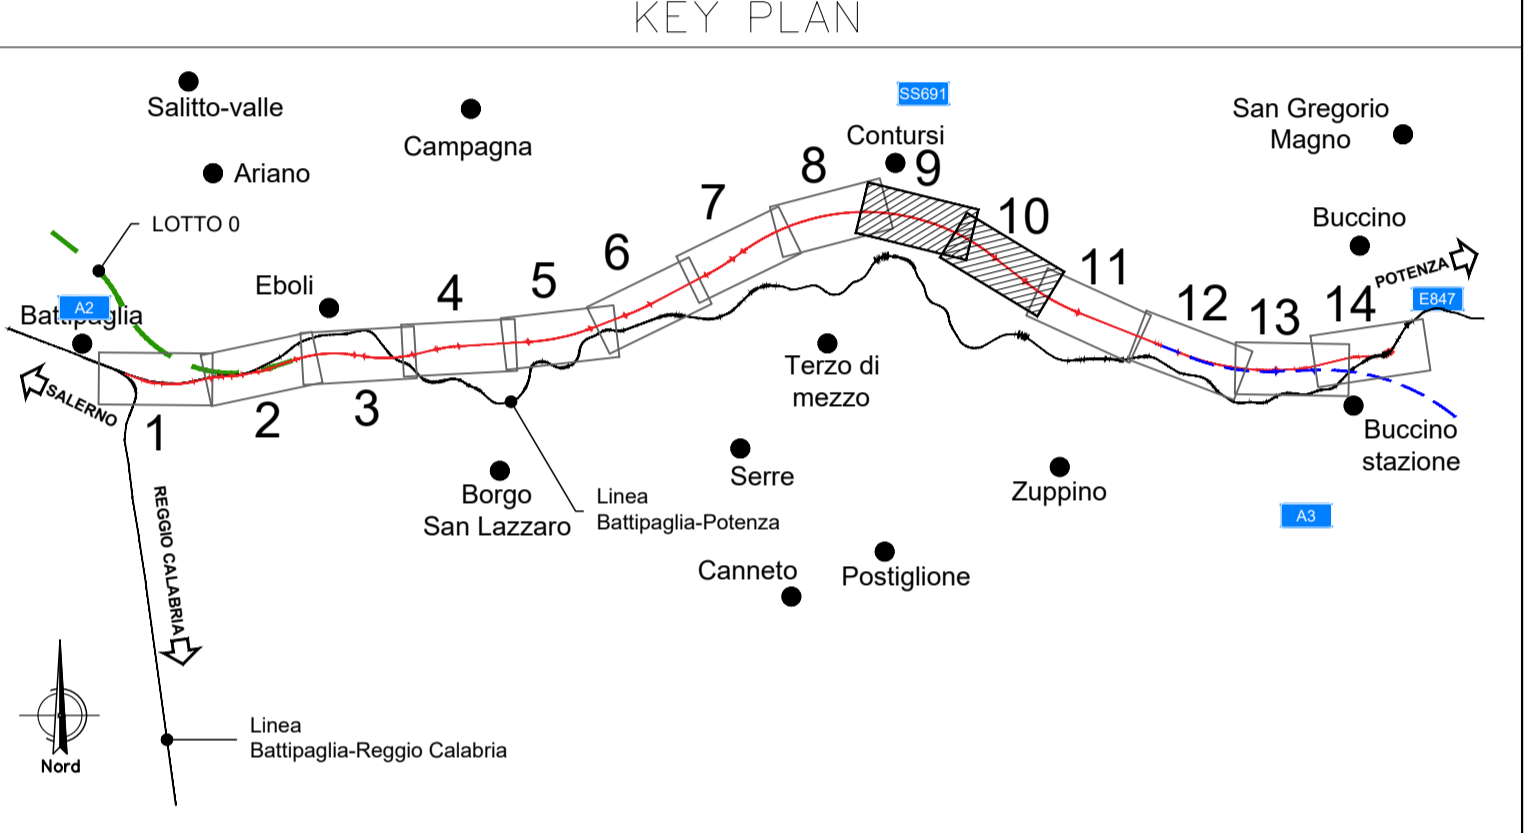 KEY PLAN
Salitto-valle
Campagna
SS691
Contursi
San Gregorio
Magno
Ariano
LOTTO 0
Eboli
A2
Battipaglia
Buccino
POTENZA
E847
1
2
3
4
5
6
7
8
9
10
11
12
13
14
SALERNO
REGGIO CALABRIA
Terzo di
mezzo
Serre
Borgo
San Lazzaro
Linea
Battipaglia-Potenza
Zuppino
Buccino
stazione
A3
Canneto
Postiglione
Linea
Battipaglia-Reggio Calabria
Nord